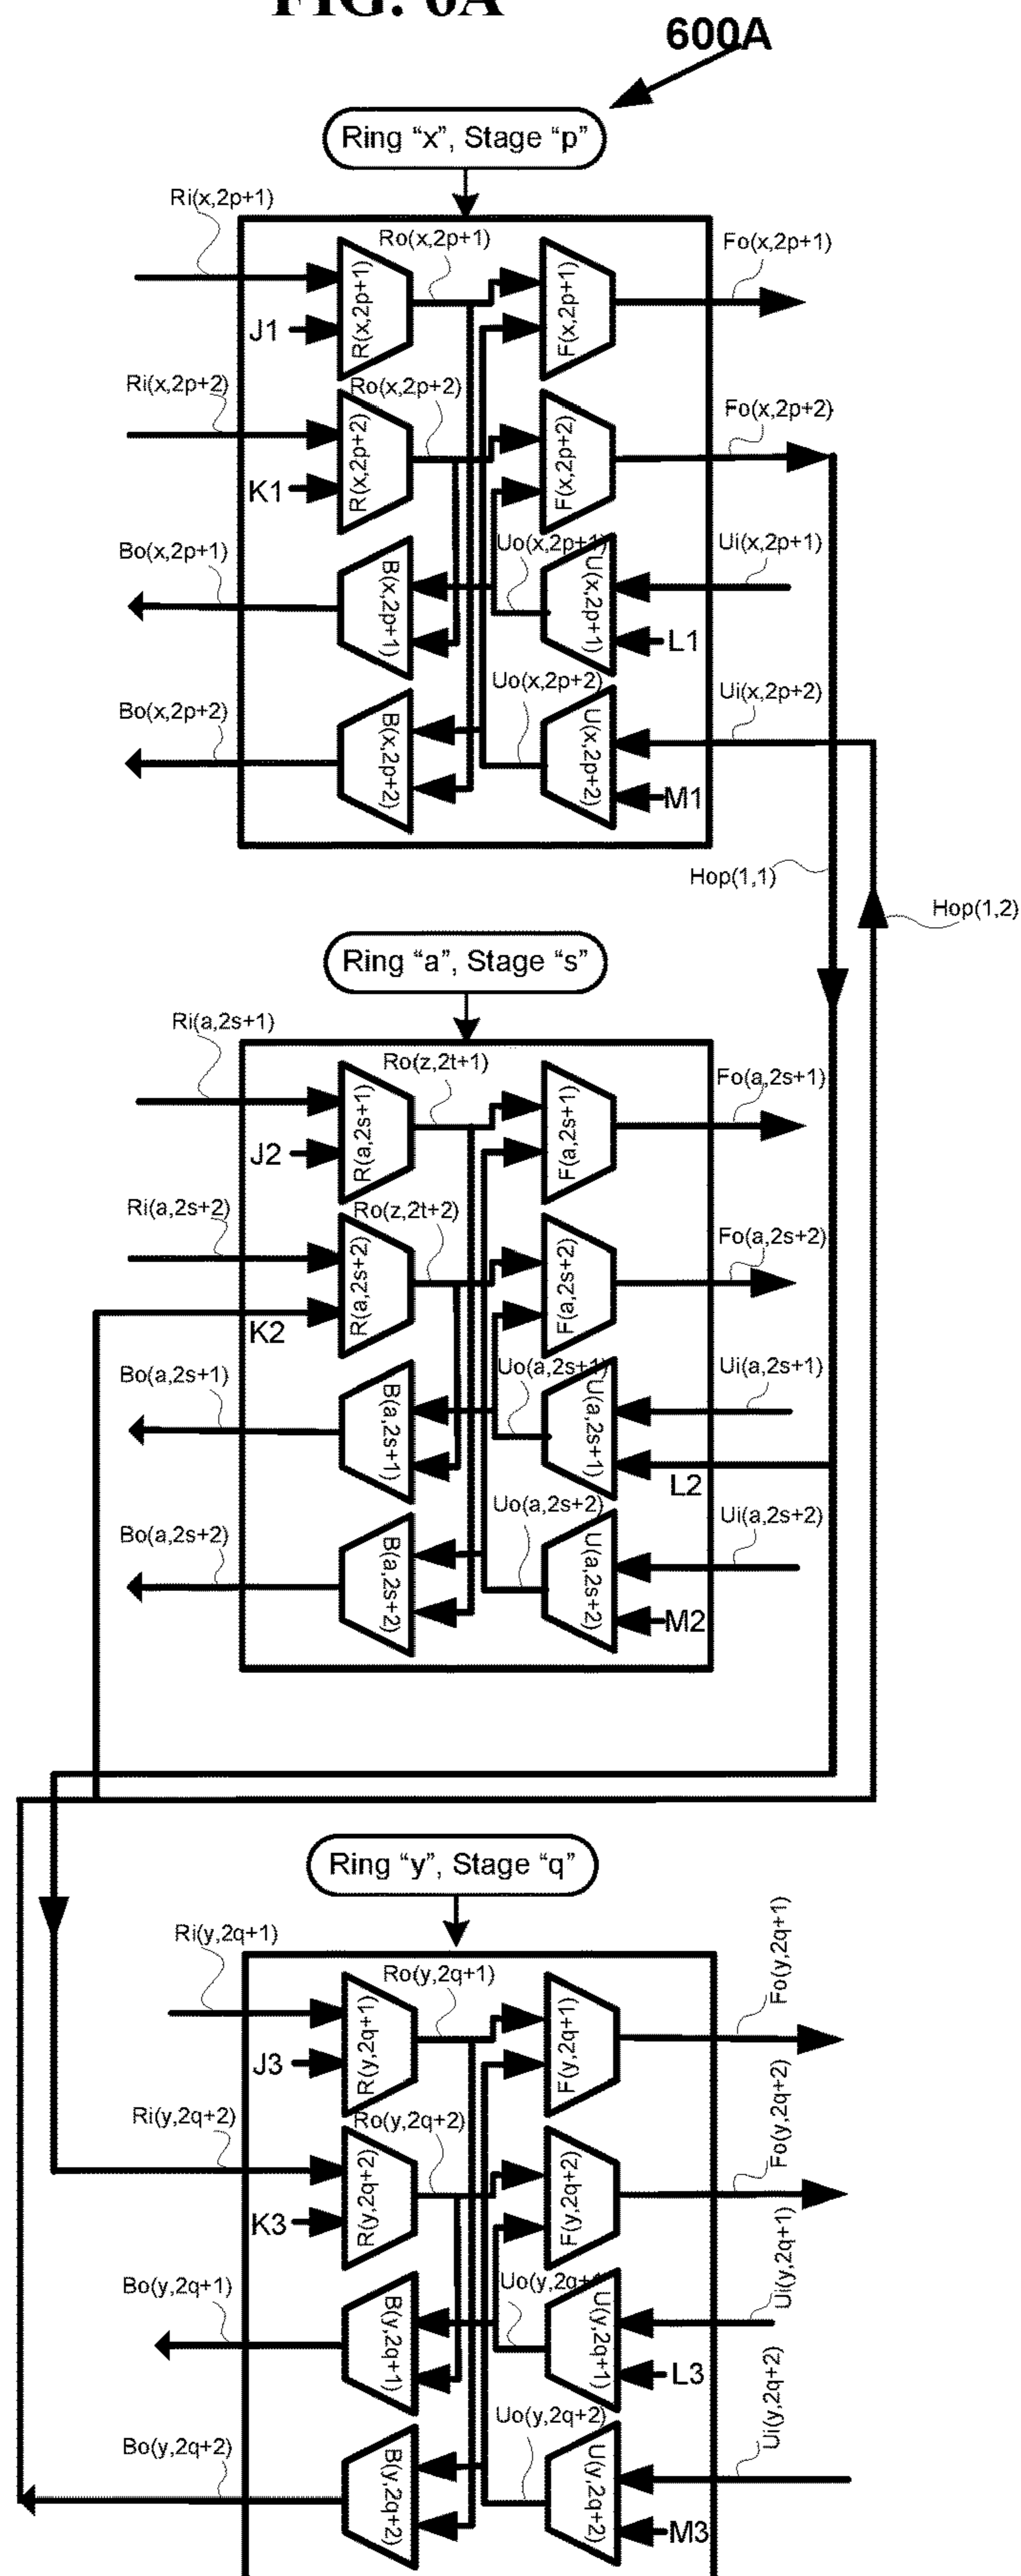 FIG. 6A
600A
Ring “x”, Stage “p”
Ri(x,2p+1)
Ro(x,2p+1)
Fo(x,2p+1)
R(x,2p+1)
F(x,2p+1)
J1
Ri(x,2p+2)
Ro(x,2p+2)
Fo(x,2p+2)
R(x,2p+2)
F(x,2p+2)
K1
Bo(x,2p+1)
Uo(x,2p+1)
Ui(x,2p+1)
B(x,2p+1)
U(x,2p+1)
L1
Bo(x,2p+2)
Uo(x,2p+2)
Ui(x,2p+2)
B(x,2p+2)
U(x,2p+2)
M1
Hop(1,1)
Hop(1,2)
Ring “a”, Stage “s”
Ri(a,2s+1)
Ro(z,2t+1)
Fo(a,2s+1)
R(a,2s+1)
F(a,2s+1)
J2
Ri(a,2s+2)
Ro(z,2t+2)
Fo(a,2s+2)
R(a,2s+2)
F(a,2s+2)
K2
Bo(a,2s+1)
Uo(a,2s+1)
Ui(a,2s+1)
B(a,2s+1)
U(a,2s+1)
L2
Bo(a,2s+2)
Uo(a,2s+2)
Ui(a,2s+2)
B(a,2s+2)
U(a,2s+2)
M2
Ring “y”, Stage “q”
Ri(y,2q+1)
Ro(y,2q+1)
Fo(y,2q+1)
R(y,2q+1)
F(y,2q+1)
J3
Ri(y,2q+2)
Ro(y,2q+2)
Fo(y,2q+2)
R(y,2q+2)
F(y,2q+2)
K3
Bo(y,2q+1)
Uo(y,2q+1)
Ui(y,2q+1)
B(y,2q+1)
U(y,2q+1)
L3
Bo(y,2q+2)
Uo(y,2q+2)
Ui(y,2q+2)
B(y,2q+2)
U(y,2q+2)
M3